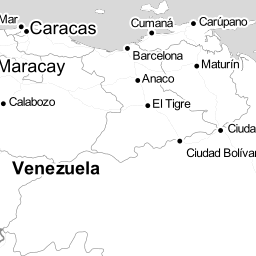 Mar
Caracas
Cumaná
Carúpano
Maracay
Barcelona
Maturín
Anaco
Calabozo
El Tigre
Ciuda
Ciudad Bolívar
Venezuela